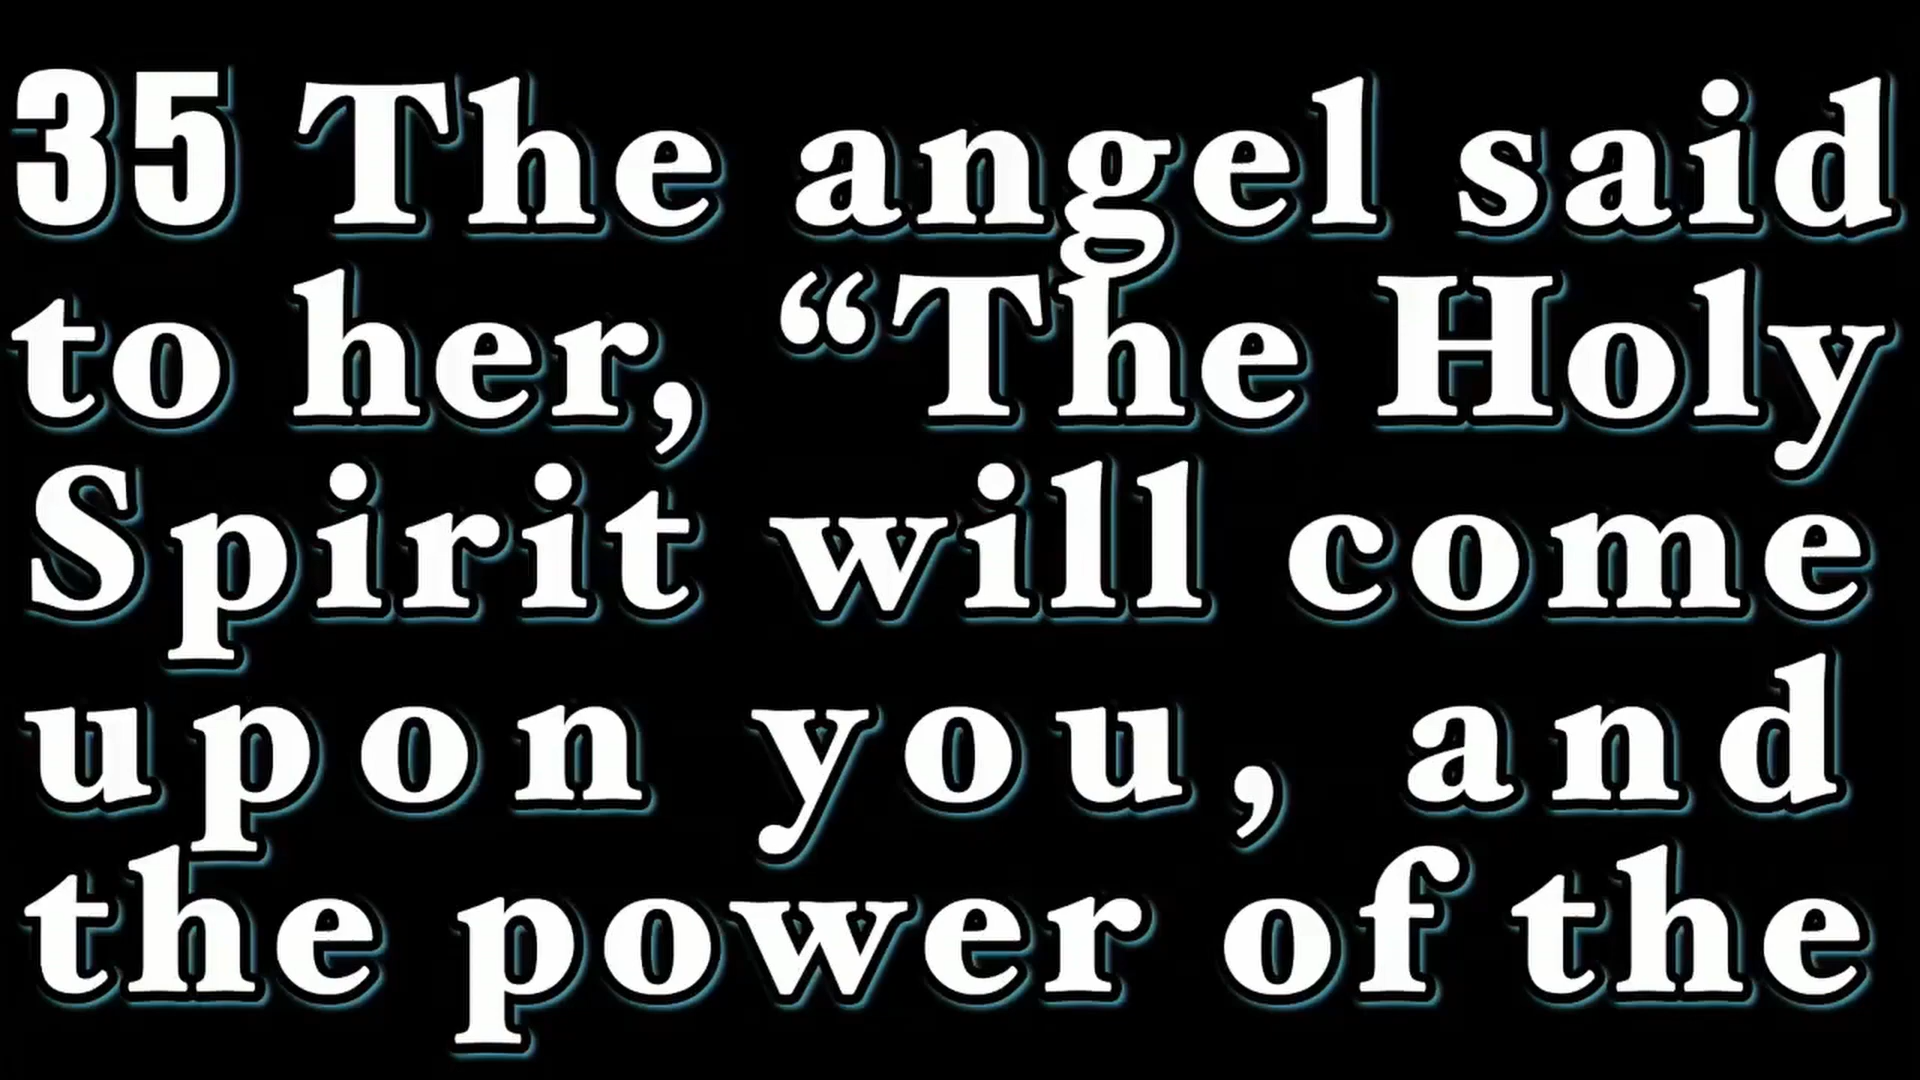 35 The angel said
to her, “The Holy
Spirit will come
upon you, and
the power of the